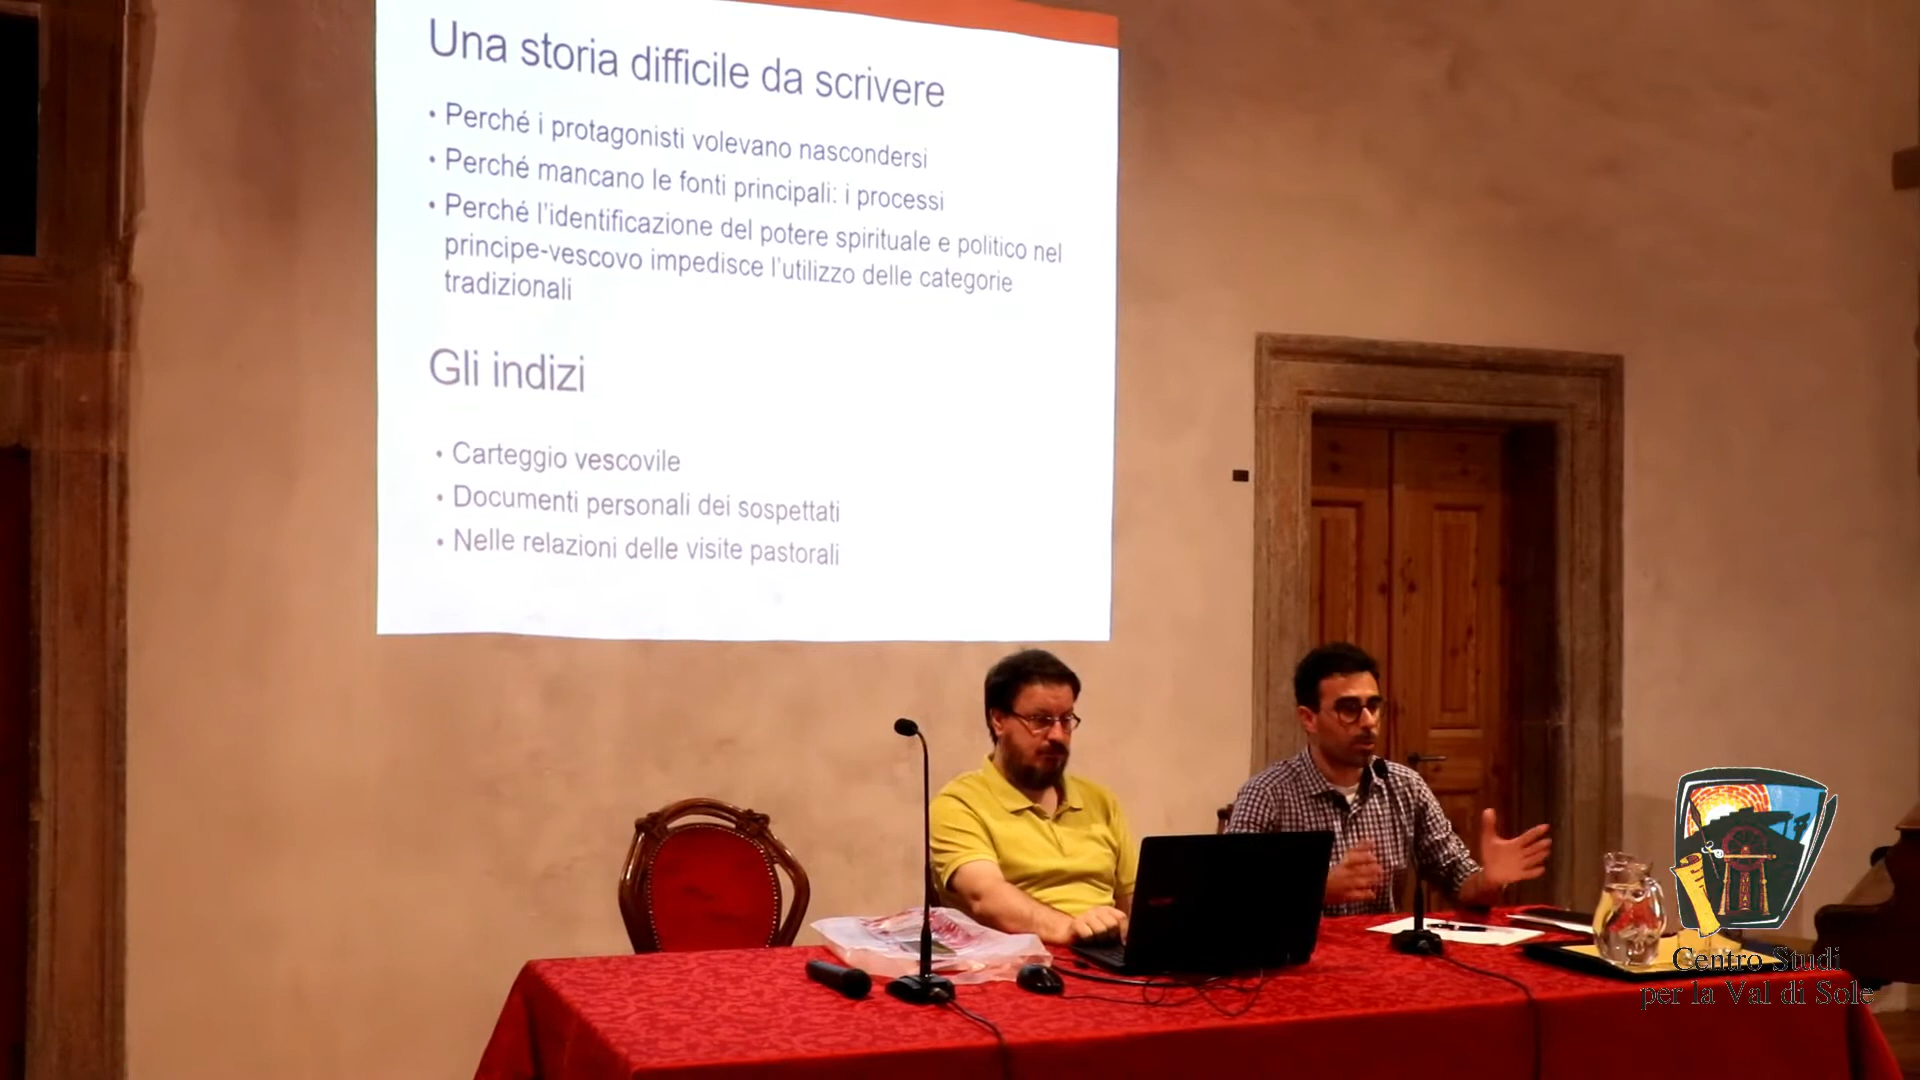 Una storia difficile da scrivere
• Perché i protagonisti volevano nascondersi
• Perché mancano le fonti principali: i processi
• Perché l'identificazione del potere spirituale e politico nel
principe-vescovo impedisce l'utilizzo delle categorie
tradizionali
Gli indizi
• Carteggio vescovile
• Documenti personali dei sospettati
• Nelle relazioni delle visite pastorali
Centro Studi
per la Val di Sole